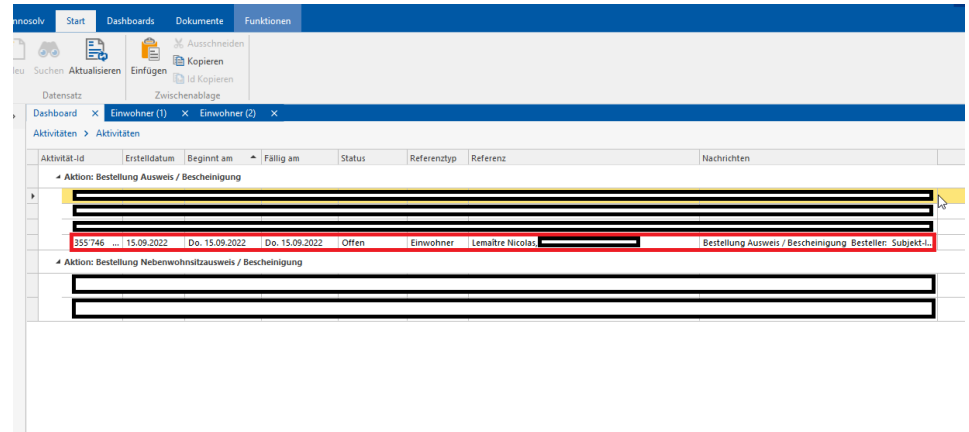 nnosolv Start Dashboards Dokumente Funktionen
Ausschneiden
Kopieren
Id Kopieren
Neu Suchen Aktualisieren Einfügen
Datensatz Zwischenablage
Dashboard × Einwohner (1) × Einwohner (2) ×
Aktivitäten > Aktivitäten
Aktivität-Id Erstelldatum Beginnt am Fällig am Status Referenztyp Referenz Nachrichten
Aktion: Bestellung Ausweis / Bescheinigung
355'746 ... 15.09.2022 Do. 15.09.2022 Do. 15.09.2022 Offen Einwohner Lemaître Nicolas, Bestellung Ausweis / Bescheinigung Besteller: Subjekt-I...
Aktion: Bestellung Nebenwohnsitzausweis / Bescheinigung